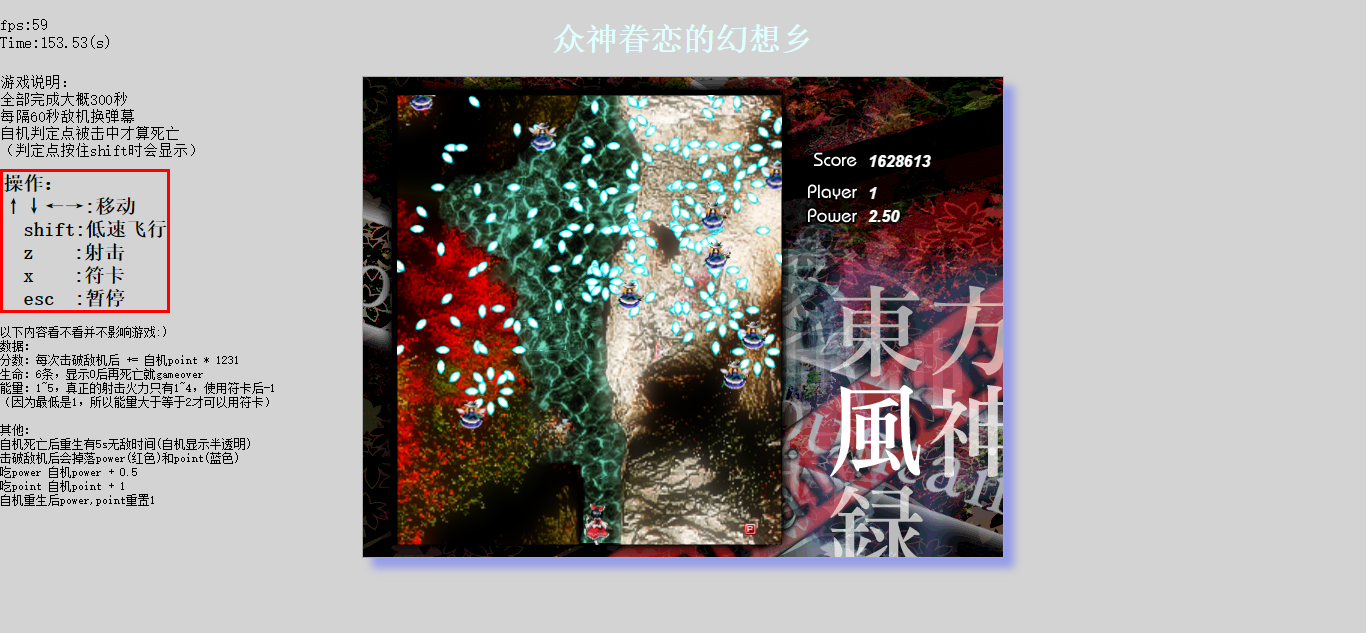 fps:59
Time:153.53(s)
游戏说明:
全部完成大概300秒
每隔60秒敌机换弹幕
自机判定点被击中才算死亡
（判定点按住shift时会显示）
操作:
↑↓←→:移动
shift:低速飞行
z :射击
x :符卡
esc :暂停
以下内容看不看并不影响游戏:)
数据:
分数: 每次击破敌机后 += 自机point * 1231
生命: 6条，显示0后再死亡就gameover
能量: 1~5，真正的射击火力只有1~4，使用符卡后-1
（因为最低是1，所以能量大于等于2才可以用符卡）
其他:
自机死亡后重生有5s无敌时间(自机显示半透明)
击破敌机后会掉落power(红色)和point(蓝色)
吃power 自机power + 0.5
吃point 自机point + 1
自机重生后power,point重置1
众神眷恋的幻想乡
Score 1628613
Player 1
Power 2.50
東方
風神
録
P